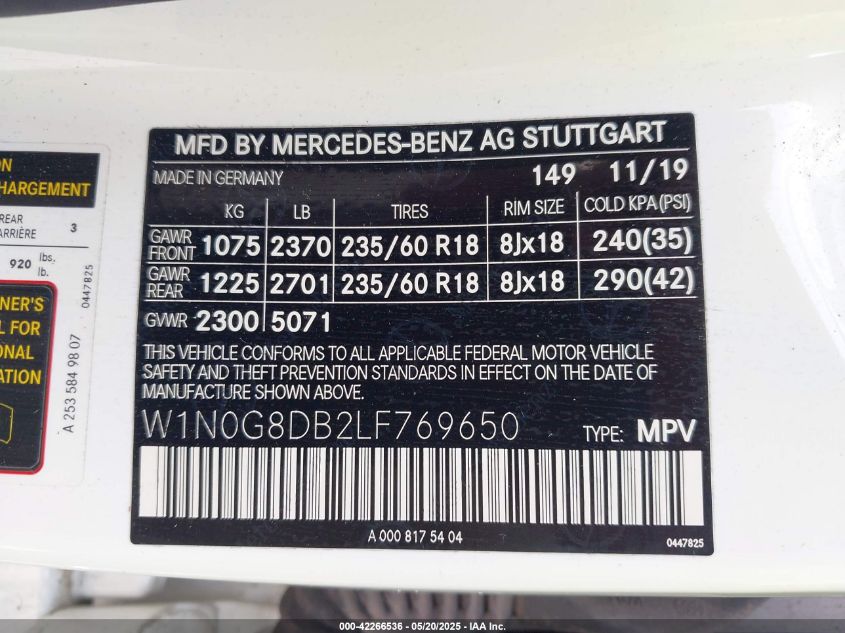 ON
CHARGEMENT
REAR
ARRIÈRE 3
920 lbs.
lb.
NER'S
L FOR
ONAL
ATION
0447825
A 253 584 98 07
MFD BY MERCEDES-BENZ AG STUTTGART
MADE IN GERMANY 149 11/19
KG LB TIRES RIM SIZE COLD KPA(PSI)
GAWR FRONT 1075 2370 235/60 R18 8Jx18 240(35)
GAWR REAR 1225 2701 235/60 R18 8Jx18 290(42)
GVWR 2300 5071
THIS VEHICLE CONFORMS TO ALL APPLICABLE FEDERAL MOTOR VEHICLE
SAFETY AND THEFT PREVENTION STANDARDS IN EFFECT ON THE DATE OF
MANUFACTURE SHOWN ABOVE.
W1N0G8DB2LF769650 TYPE: MPV
A 000 817 54 04
0447825
000-42266536 - 05/20/2025 - IAA Inc.